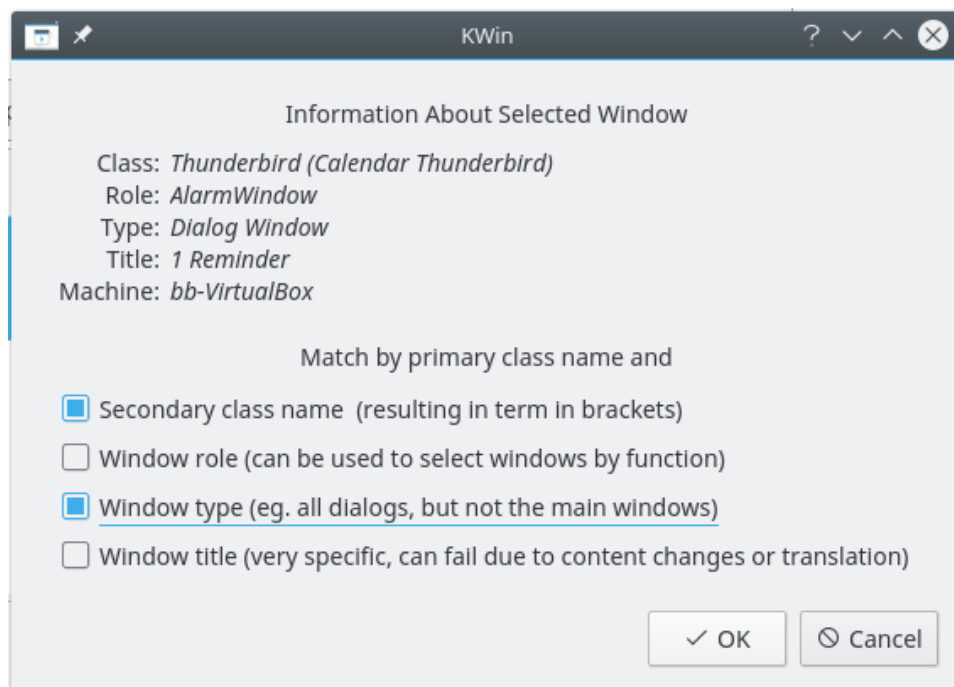 KWin
Information About Selected Window
Class: Thunderbird (Calendar Thunderbird)
Role: AlarmWindow
Type: Dialog Window
Title: 1 Reminder
Machine: bb-VirtualBox
Match by primary class name and
Secondary class name  (resulting in term in brackets)
Window role (can be used to select windows by function)
Window type (eg. all dialogs, but not the main windows)
Window title (very specific, can fail due to content changes or translation)
OK Cancel